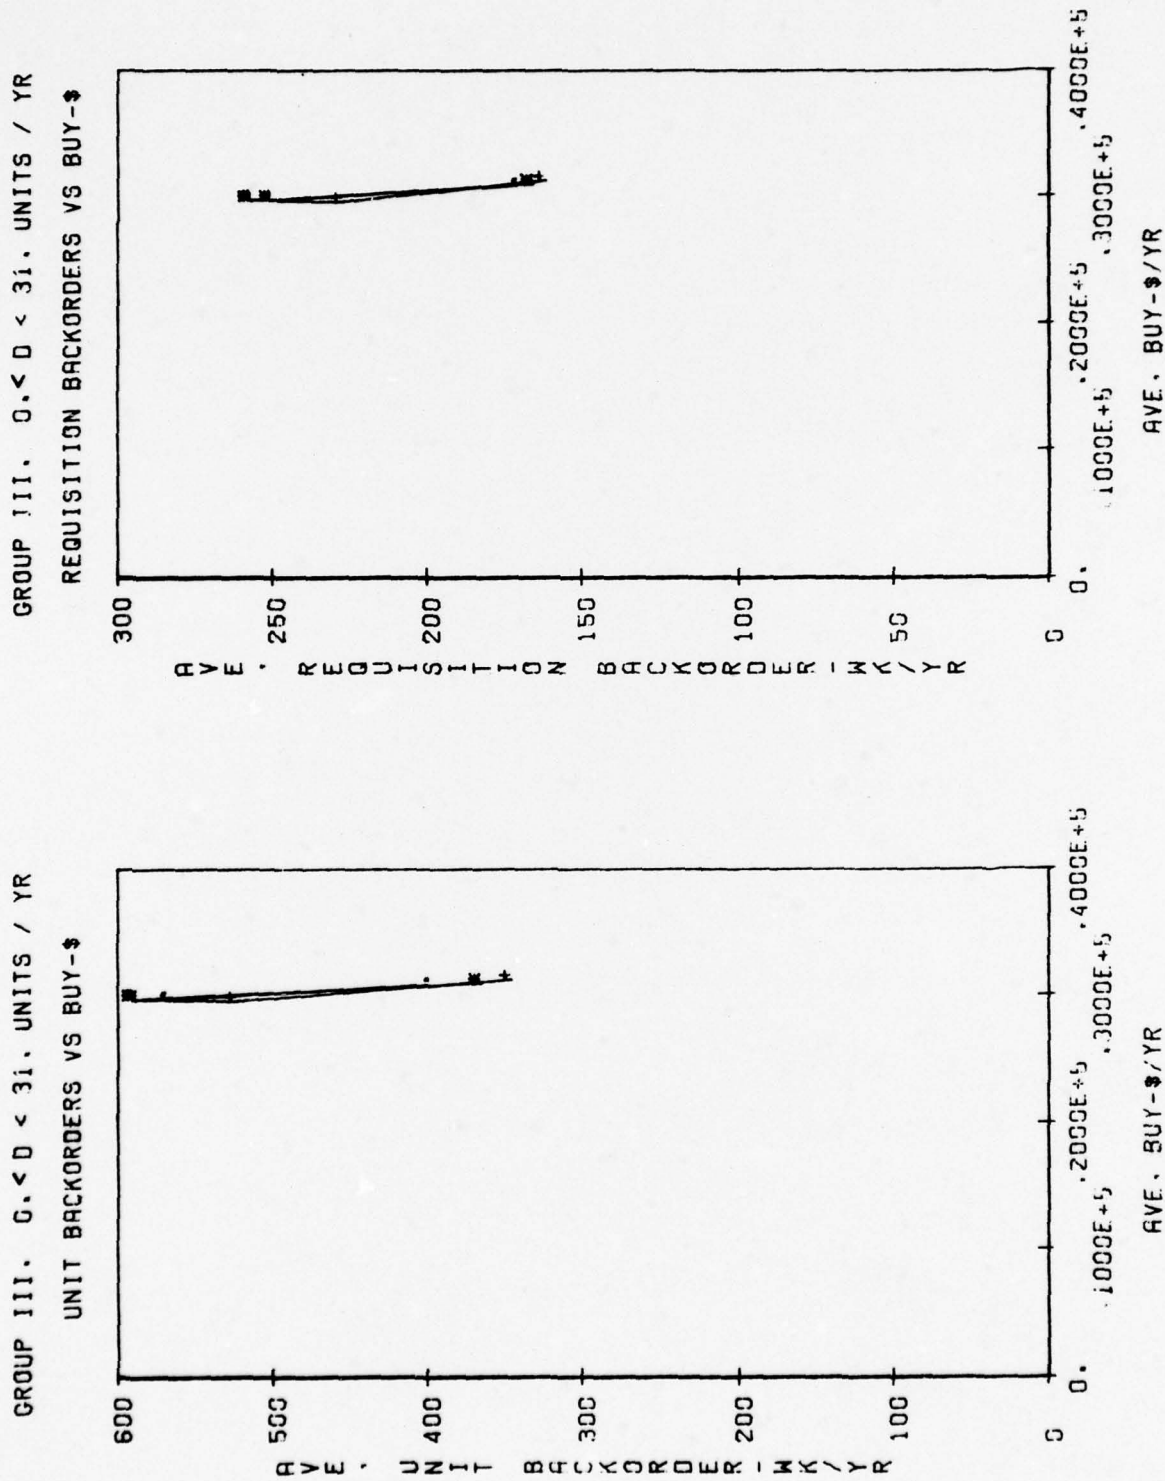 GROUP III. 0.< D < 31. UNITS / YR
UNIT BACKORDERS VS BUY-$
AVE. UNIT BACKORDER-WK/YR
600
500
400
300
200
100
0
0.
.1000E+5
.2000E+5
.3000E+5
.4000E+5
AVE. BUY-$/YR
GROUP III. 0.< D < 31. UNITS / YR
REQUISITION BACKORDERS VS BUY-$
AVE. REQUISITION BACKORDER-WK/YR
300
250
200
150
100
50
0
0.
.1000E+5
.2000E+5
.3000E+5
.4000E+5
AVE. BUY-$/YR